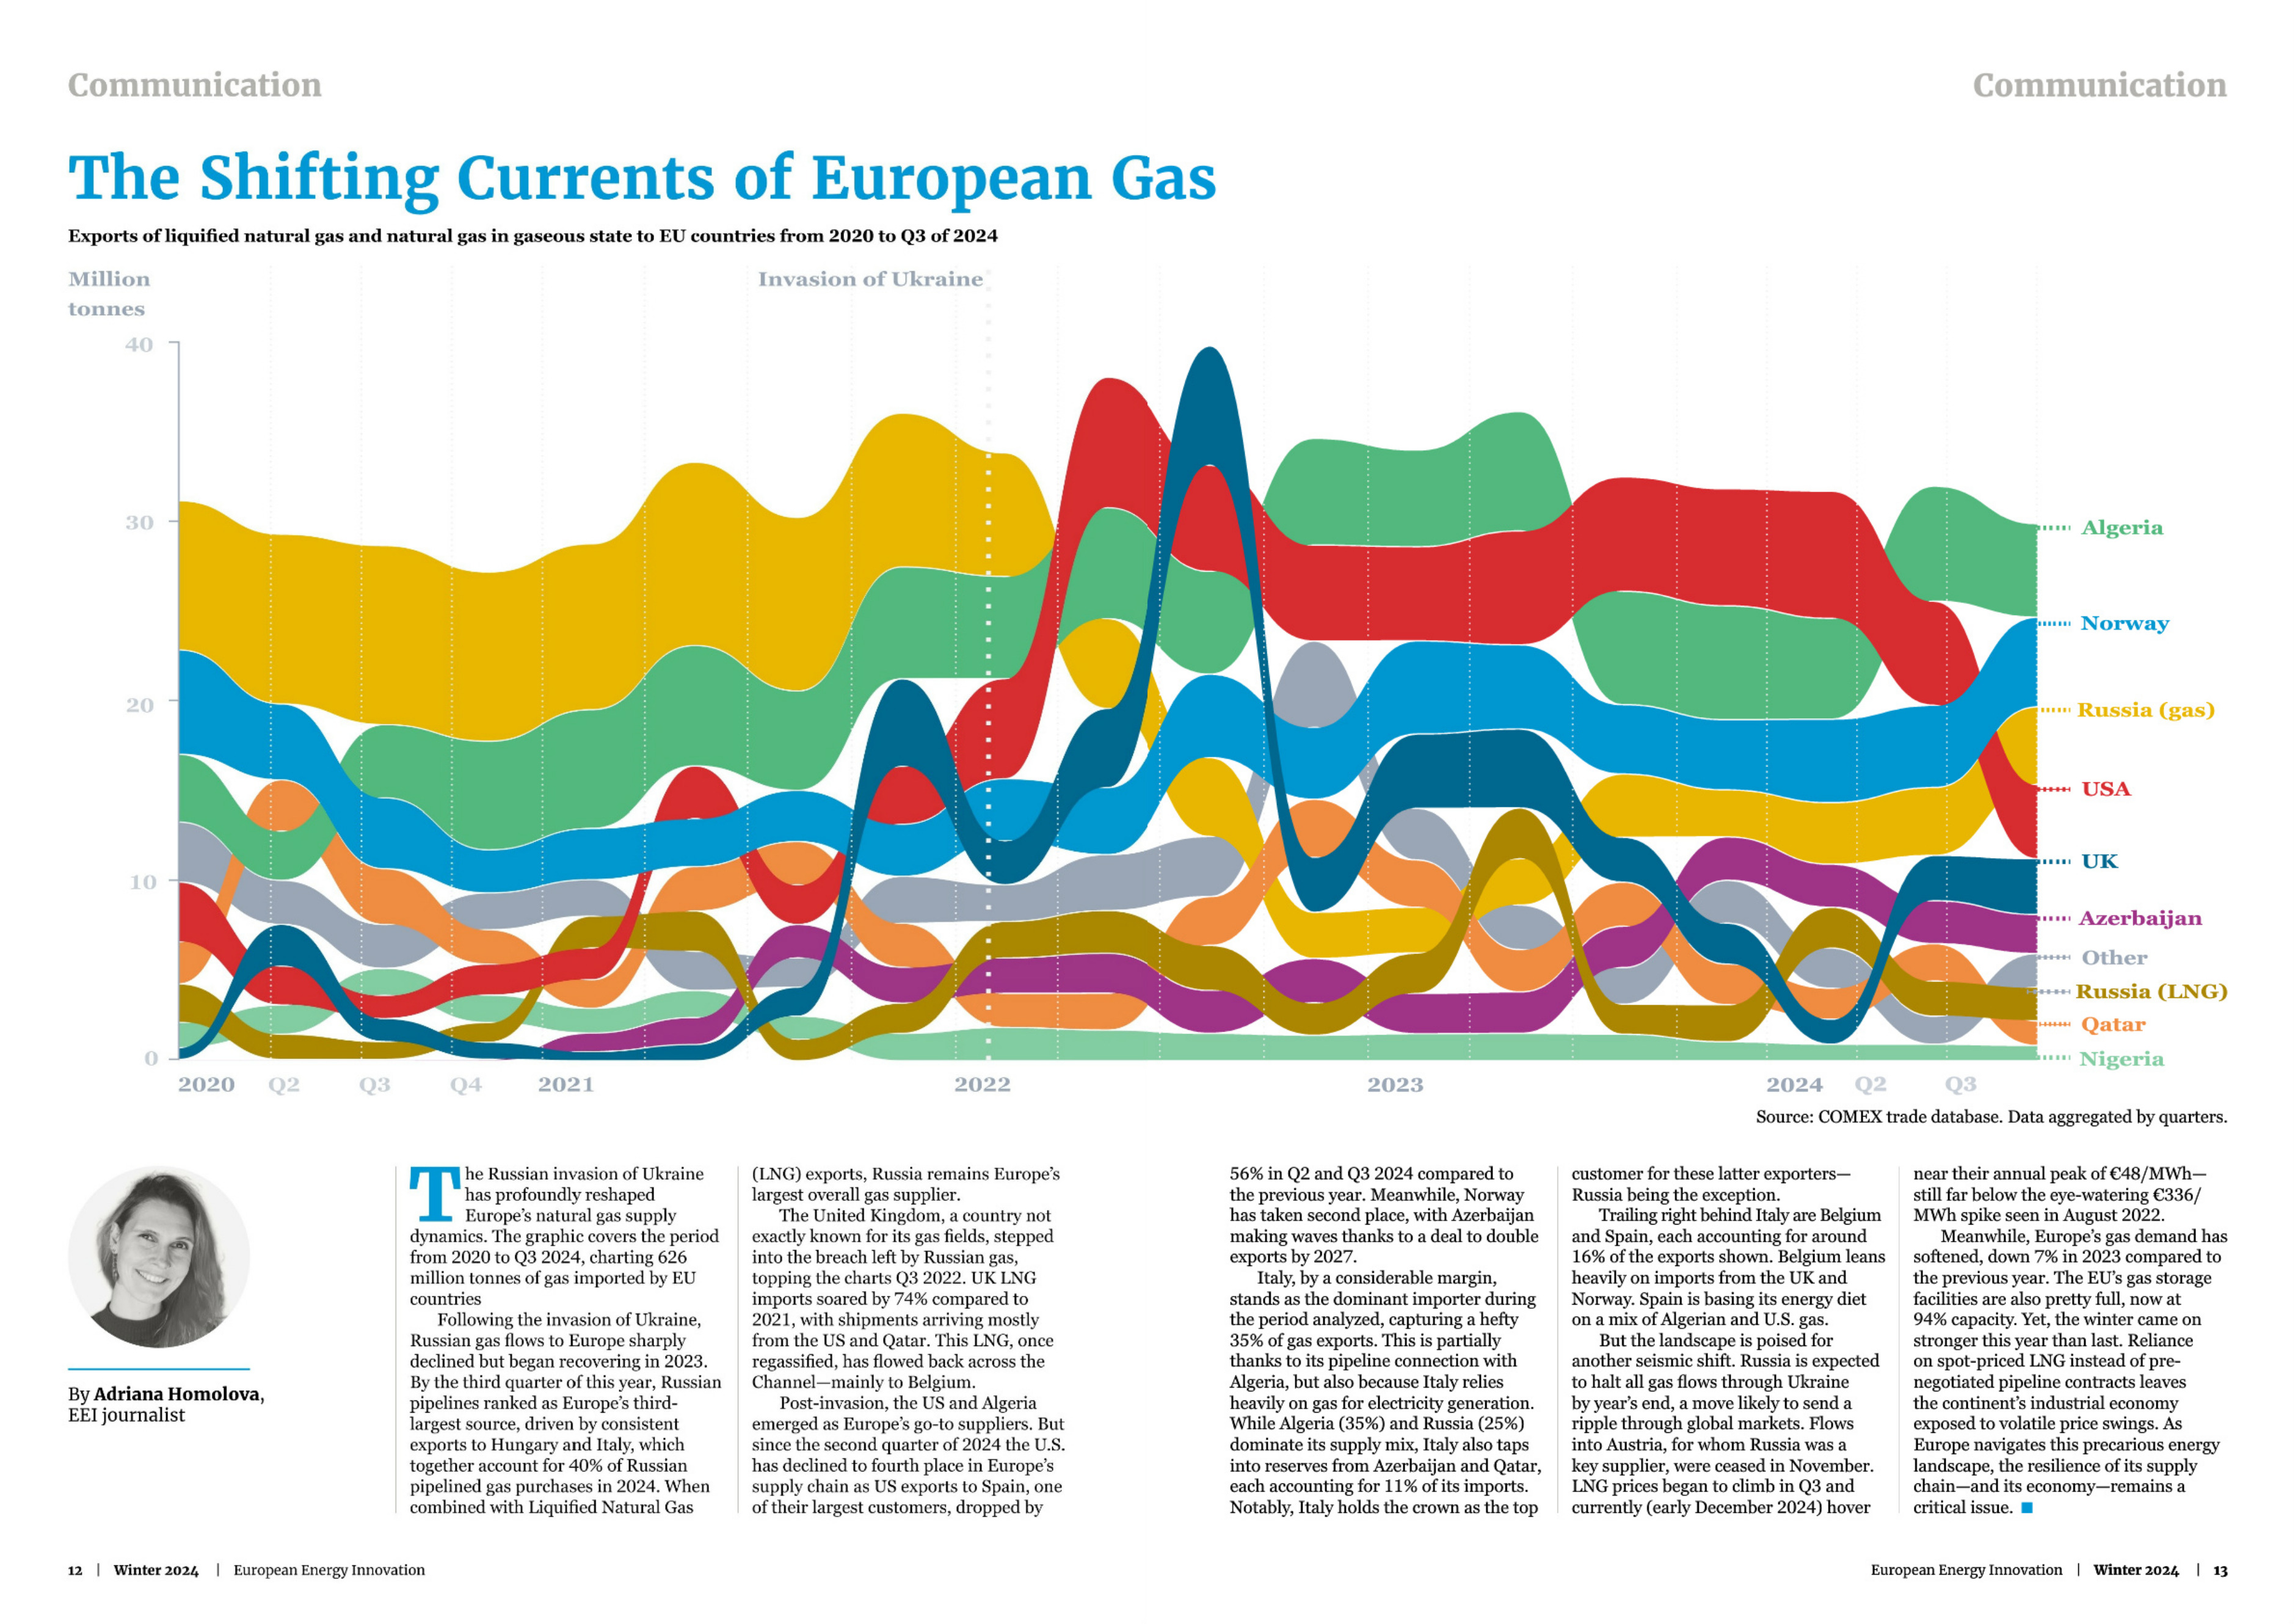 Communication
Communication
The Shifting Currents of European Gas
Exports of liquified natural gas and natural gas in gaseous state to EU countries from 2020 to Q3 of 2024
Million
tonnes
Invasion of Ukraine
40
30
20
10
0
Algeria
Norway
Russia (gas)
USA
UK
Azerbaijan
Other
Russia (LNG)
Qatar
Nigeria
2020 Q2 Q3 Q4 2021 2022 2023 2024 Q2 Q3
Source: COMEX trade database. Data aggregated by quarters.
By Adriana Homolova,
EEI journalist
The Russian invasion of Ukraine
has profoundly reshaped
Europe's natural gas supply
dynamics. The graphic covers the period
from 2020 to Q3 2024, charting 626
million tonnes of gas imported by EU
countries
Following the invasion of Ukraine,
Russian gas flows to Europe sharply
declined but began recovering in 2023.
By the third quarter of this year, Russian
pipelines ranked as Europe's third-
largest source, driven by consistent
exports to Hungary and Italy, which
together account for 40% of Russian
pipelined gas purchases in 2024. When
combined with Liquified Natural Gas
(LNG) exports, Russia remains Europe's
largest overall gas supplier.
The United Kingdom, a country not
exactly known for its gas fields, stepped
into the breach left by Russian gas,
topping the charts Q3 2022. UK LNG
imports soared by 74% compared to
2021, with shipments arriving mostly
from the US and Qatar. This LNG, once
regassified, has flowed back across the
Channel—mainly to Belgium.
Post-invasion, the US and Algeria
emerged as Europe's go-to suppliers. But
since the second quarter of 2024 the U.S.
has declined to fourth place in Europe's
supply chain as US exports to Spain, one
of their largest customers, dropped by
56% in Q2 and Q3 2024 compared to
the previous year. Meanwhile, Norway
has taken second place, with Azerbaijan
making waves thanks to a deal to double
exports by 2027.
Italy, by a considerable margin,
stands as the dominant importer during
the period analyzed, capturing a hefty
35% of gas exports. This is partially
thanks to its pipeline connection with
Algeria, but also because Italy relies
heavily on gas for electricity generation.
While Algeria (35%) and Russia (25%)
dominate its supply mix, Italy also taps
into reserves from Azerbaijan and Qatar,
each accounting for 11% of its imports.
Notably, Italy holds the crown as the top
customer for these latter exporters—
Russia being the exception.
Trailing right behind Italy are Belgium
and Spain, each accounting for around
16% of the exports shown. Belgium leans
heavily on imports from the UK and
Norway. Spain is basing its energy diet
on a mix of Algerian and U.S. gas.
But the landscape is poised for
another seismic shift. Russia is expected
to halt all gas flows through Ukraine
by year's end, a move likely to send a
ripple through global markets. Flows
into Austria, for whom Russia was a
key supplier, were ceased in November.
LNG prices began to climb in Q3 and
currently (early December 2024) hover
near their annual peak of €48/MWh—
still far below the eye-watering €336/
MWh spike seen in August 2022.
Meanwhile, Europe's gas demand has
softened, down 7% in 2023 compared to
the previous year. The EU's gas storage
facilities are also pretty full, now at
94% capacity. Yet, the winter came on
stronger this year than last. Reliance
on spot-priced LNG instead of pre-
negotiated pipeline contracts leaves
the continent's industrial economy
exposed to volatile price swings. As
Europe navigates this precarious energy
landscape, the resilience of its supply
chain—and its economy—remains a
critical issue.
12 | Winter 2024 | European Energy Innovation
European Energy Innovation | Winter 2024 | 13